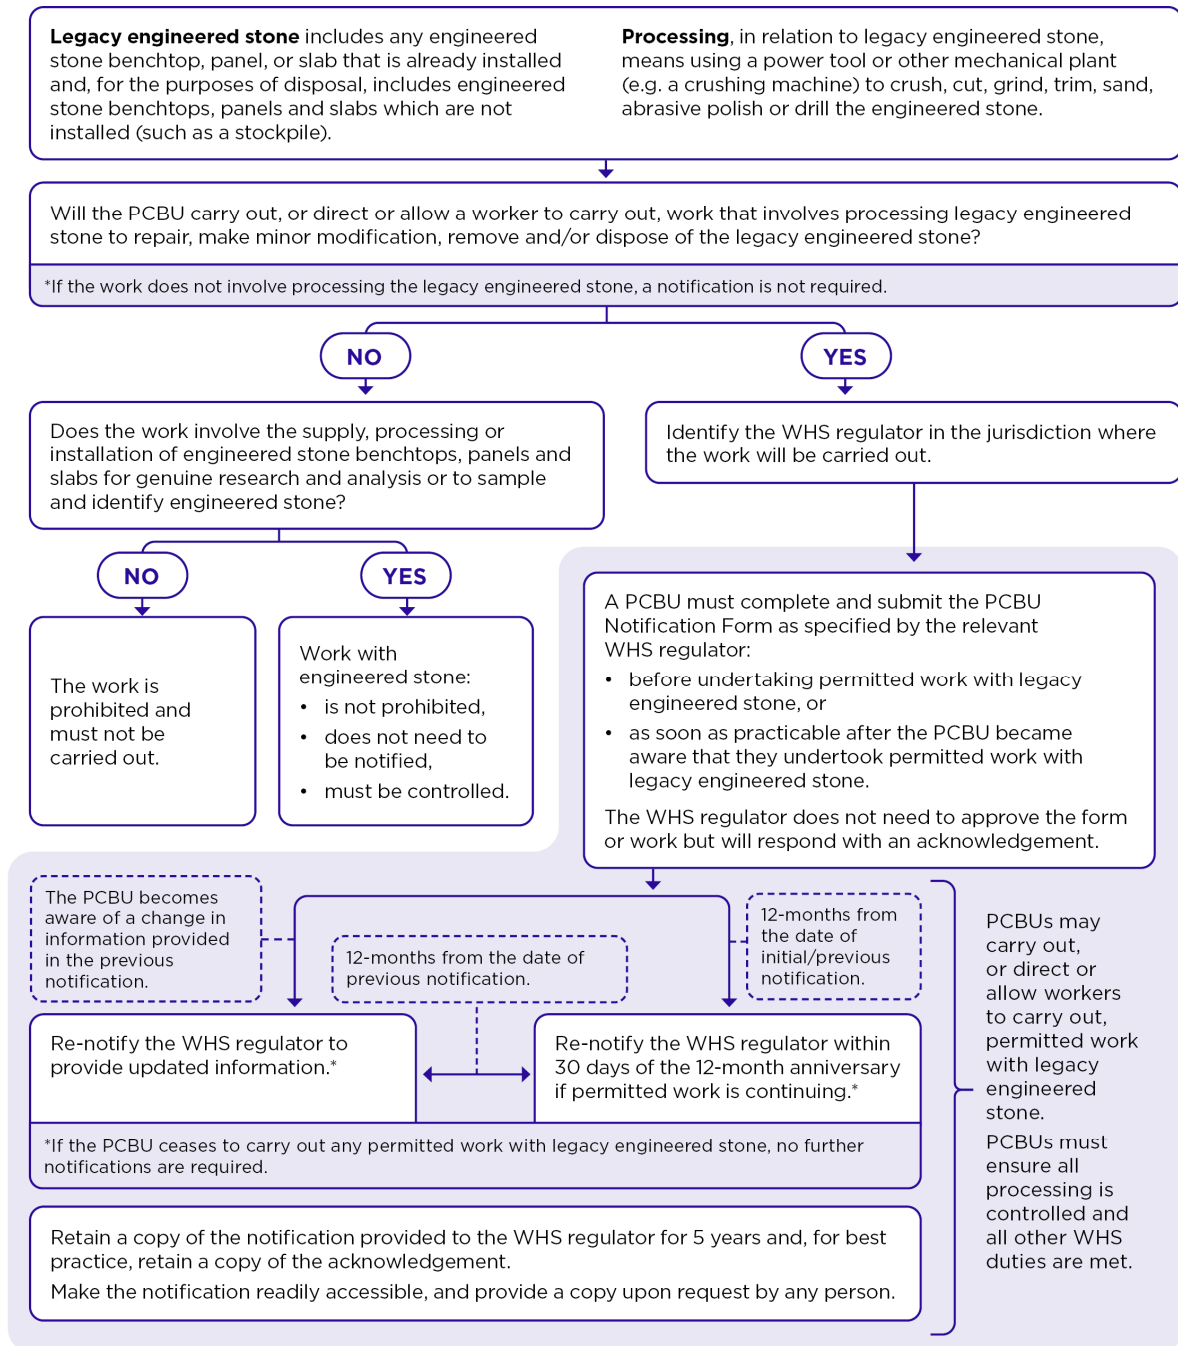 Legacy engineered stone includes any engineered
stone benchtop, panel, or slab that is already installed
and, for the purposes of disposal, includes engineered
stone benchtops, panels and slabs which are not
installed (such as a stockpile).
Processing, in relation to legacy engineered stone,
means using a power tool or other mechanical plant
(e.g. a crushing machine) to crush, cut, grind, trim, sand,
abrasive polish or drill the engineered stone.
Will the PCBU carry out, or direct or allow a worker to carry out, work that involves processing legacy engineered
stone to repair, make minor modification, remove and/or dispose of the legacy engineered stone?
*If the work does not involve processing the legacy engineered stone, a notification is not required.
NO
YES
Does the work involve the supply, processing or
installation of engineered stone benchtops, panels and
slabs for genuine research and analysis or to sample
and identify engineered stone?
Identify the WHS regulator in the jurisdiction where
the work will be carried out.
NO
YES
The work is
prohibited and
must not be
carried out.
Work with
engineered stone:
• is not prohibited,
• does not need to
be notified,
• must be controlled.
A PCBU must complete and submit the PCBU
Notification Form as specified by the relevant
WHS regulator:
• before undertaking permitted work with legacy
engineered stone, or
• as soon as practicable after the PCBU became
aware that they undertook permitted work with
legacy engineered stone.
The WHS regulator does not need to approve the form
or work but will respond with an acknowledgement.
The PCBU becomes
aware of a change in
information provided
in the previous
notification.
12-months from the date of
previous notification.
12-months from
the date of
initial/previous
notification.
Re-notify the WHS regulator to
provide updated information.*
Re-notify the WHS regulator within
30 days of the 12-month anniversary
if permitted work is continuing.*
*If the PCBU ceases to carry out any permitted work with legacy engineered stone, no further
notifications are required.
Retain a copy of the notification provided to the WHS regulator for 5 years and, for best
practice, retain a copy of the acknowledgement.
Make the notification readily accessible, and provide a copy upon request by any person.
PCBUs may
carry out,
or direct or
allow workers
to carry out,
permitted work
with legacy
engineered
stone.
PCBUs must
ensure all
processing is
controlled and
all other WHS
duties are met.